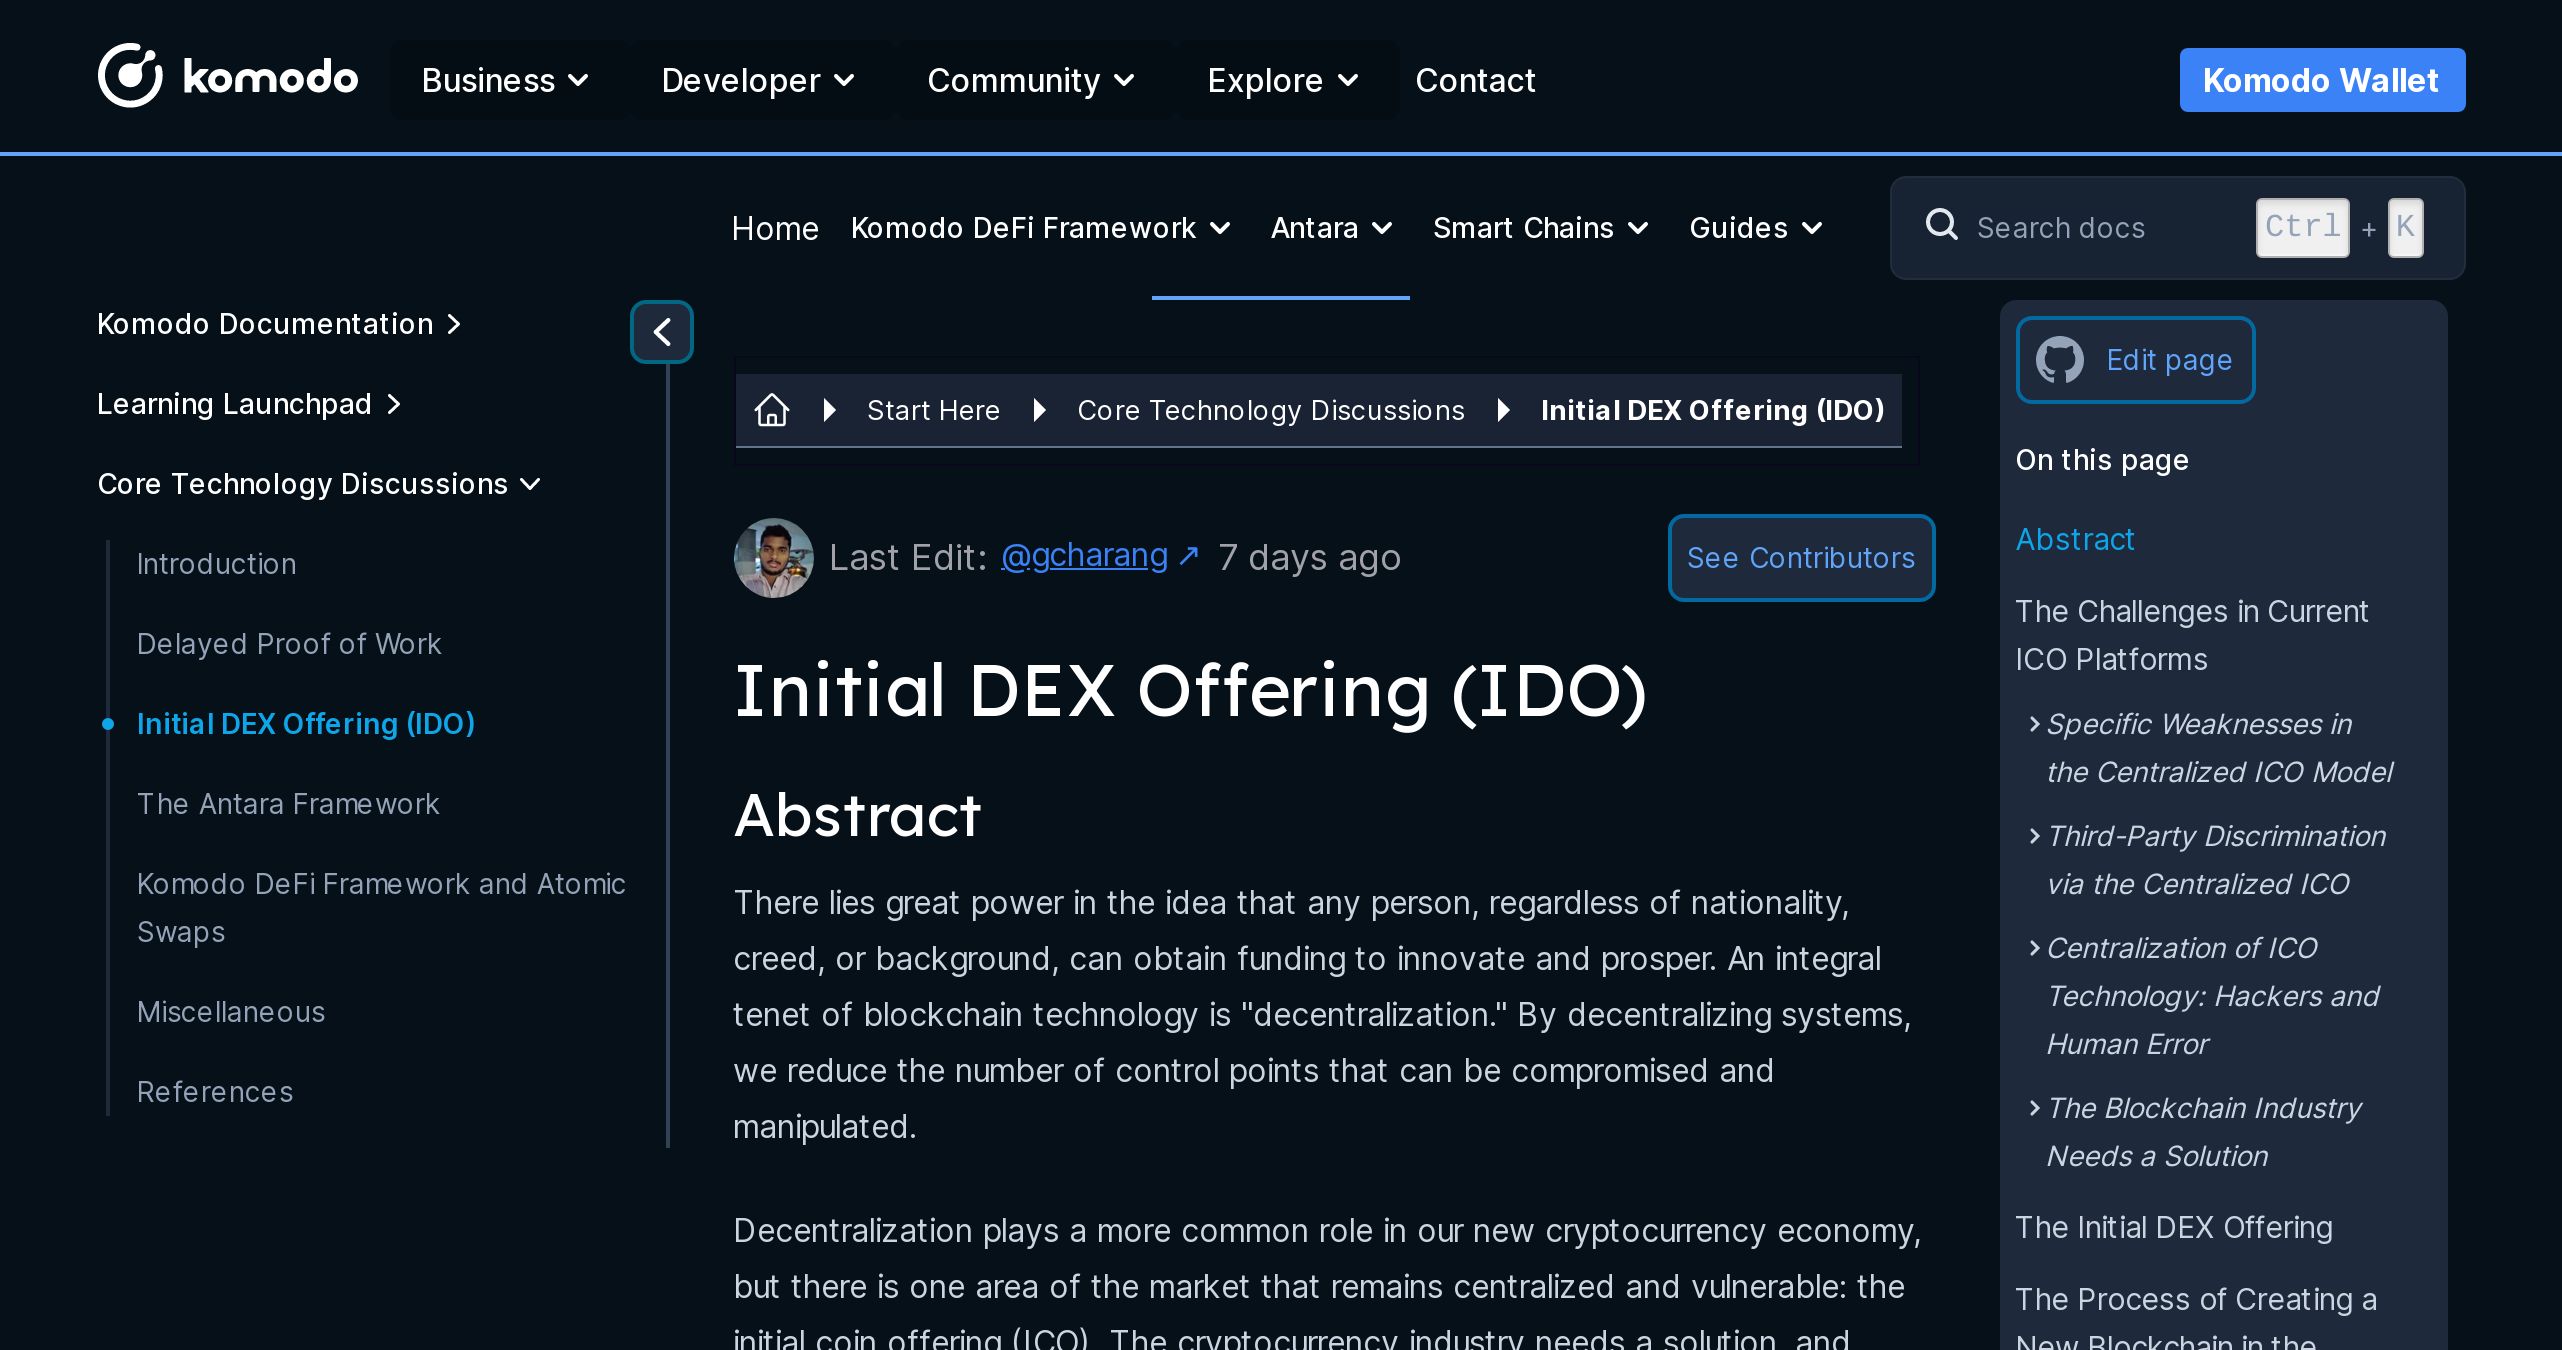 komodo
Business
Developer
Community
Explore
Contact
Komodo Wallet
Home
Komodo DeFi Framework
Antara
Smart Chains
Guides
Search docs
Ctrl + K
Komodo Documentation
Learning Launchpad
Core Technology Discussions
Introduction
Delayed Proof of Work
Initial DEX Offering (IDO)
The Antara Framework
Komodo DeFi Framework and Atomic
Swaps
Miscellaneous
References
Start Here
Core Technology Discussions
Initial DEX Offering (IDO)
Last Edit: @gcharang ↗ 7 days ago
See Contributors
Initial DEX Offering (IDO)
Abstract
There lies great power in the idea that any person, regardless of nationality,
creed, or background, can obtain funding to innovate and prosper. An integral
tenet of blockchain technology is "decentralization." By decentralizing systems,
we reduce the number of control points that can be compromised and
manipulated.
Decentralization plays a more common role in our new cryptocurrency economy,
but there is one area of the market that remains centralized and vulnerable: the
initial coin offering (ICO). The cryptocurrency industry needs a solution, and
Edit page
On this page
Abstract
The Challenges in Current
ICO Platforms
Specific Weaknesses in
the Centralized ICO Model
Third-Party Discrimination
via the Centralized ICO
Centralization of ICO
Technology: Hackers and
Human Error
The Blockchain Industry
Needs a Solution
The Initial DEX Offering
The Process of Creating a
New Blockchain in the